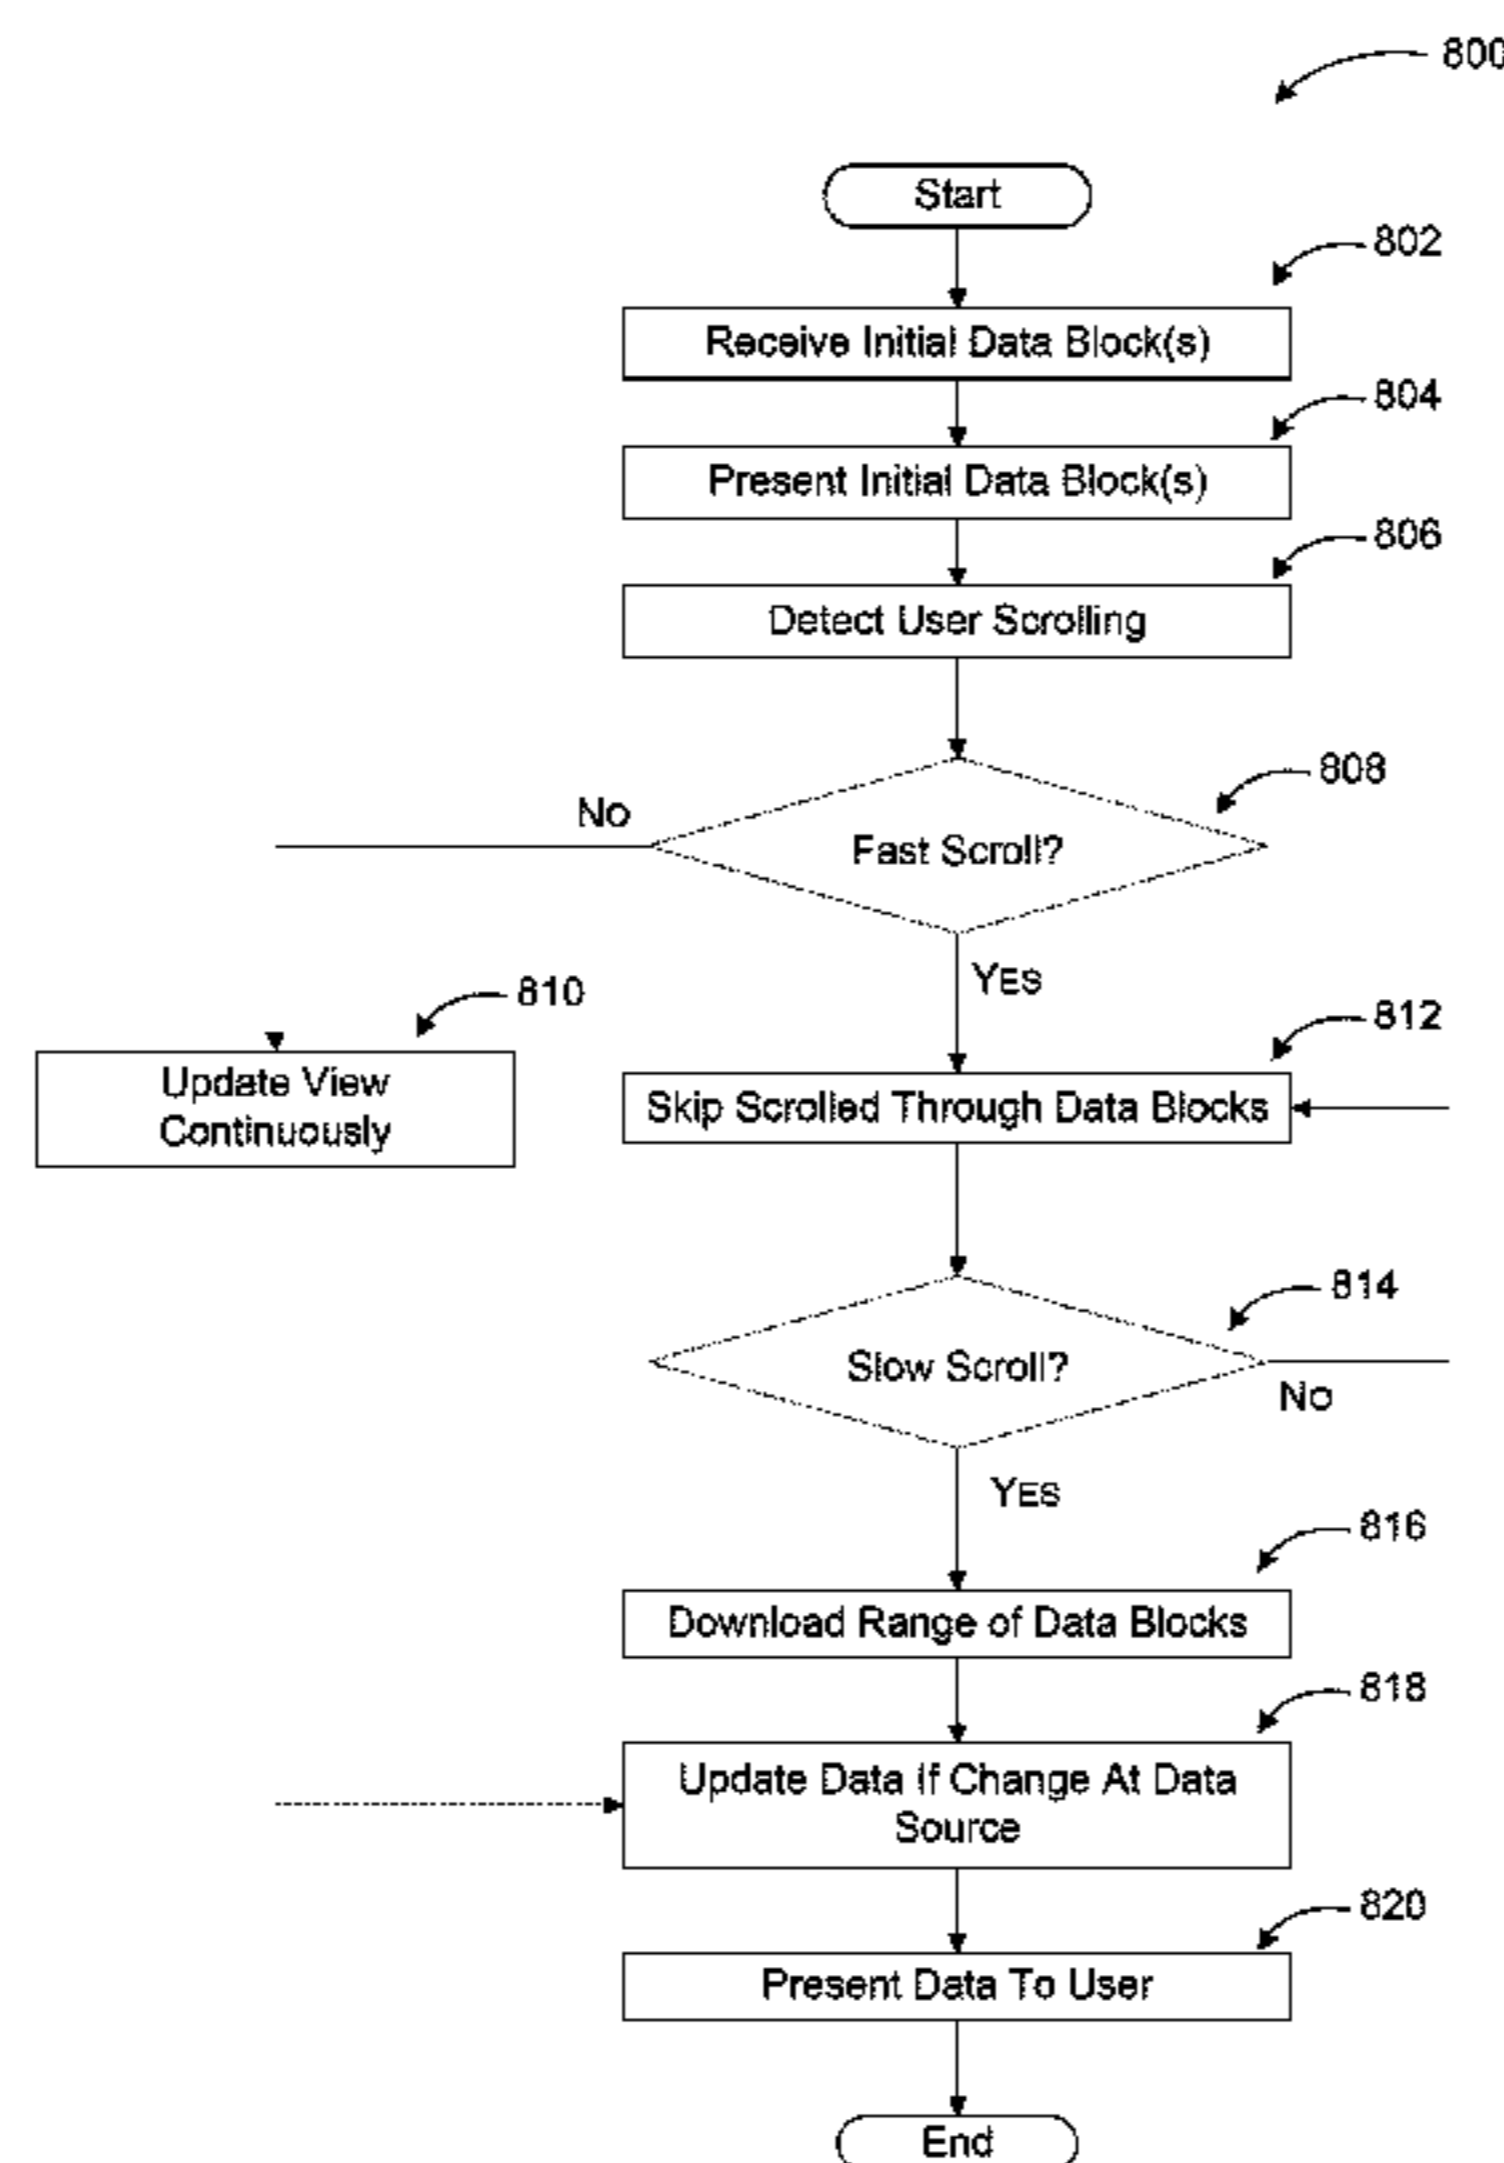 800
Start
802
Receive Initial Data Block(s)
804
Present Initial Data Block(s)
806
Detect User Scrolling
808
No
Fast Scroll?
YES
810
Update View
Continuously
812
Skip Scrolled Through Data Blocks
814
Slow Scroll?
No
YES
816
Download Range of Data Blocks
818
Update Data If Change At Data
Source
820
Present Data To User
End